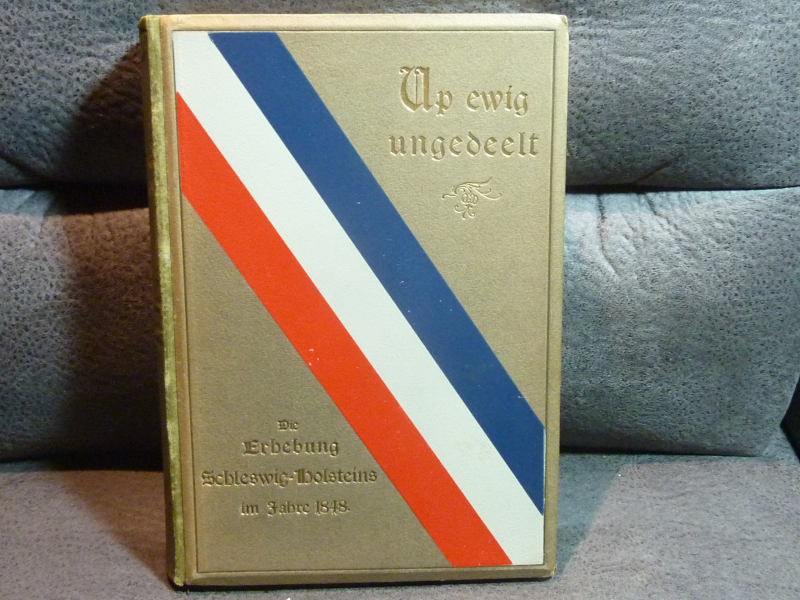 Up ewig
ungedeelt
Die
Erhebung
Schleswig-Holsteins
im Jahre 1848.